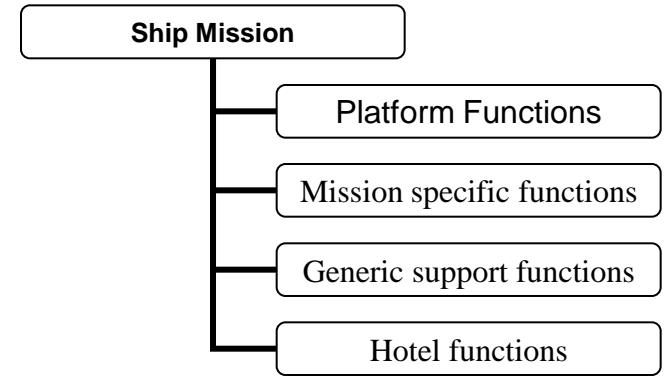 Ship Mission
Platform Functions
Mission specific functions
Generic support functions
Hotel functions